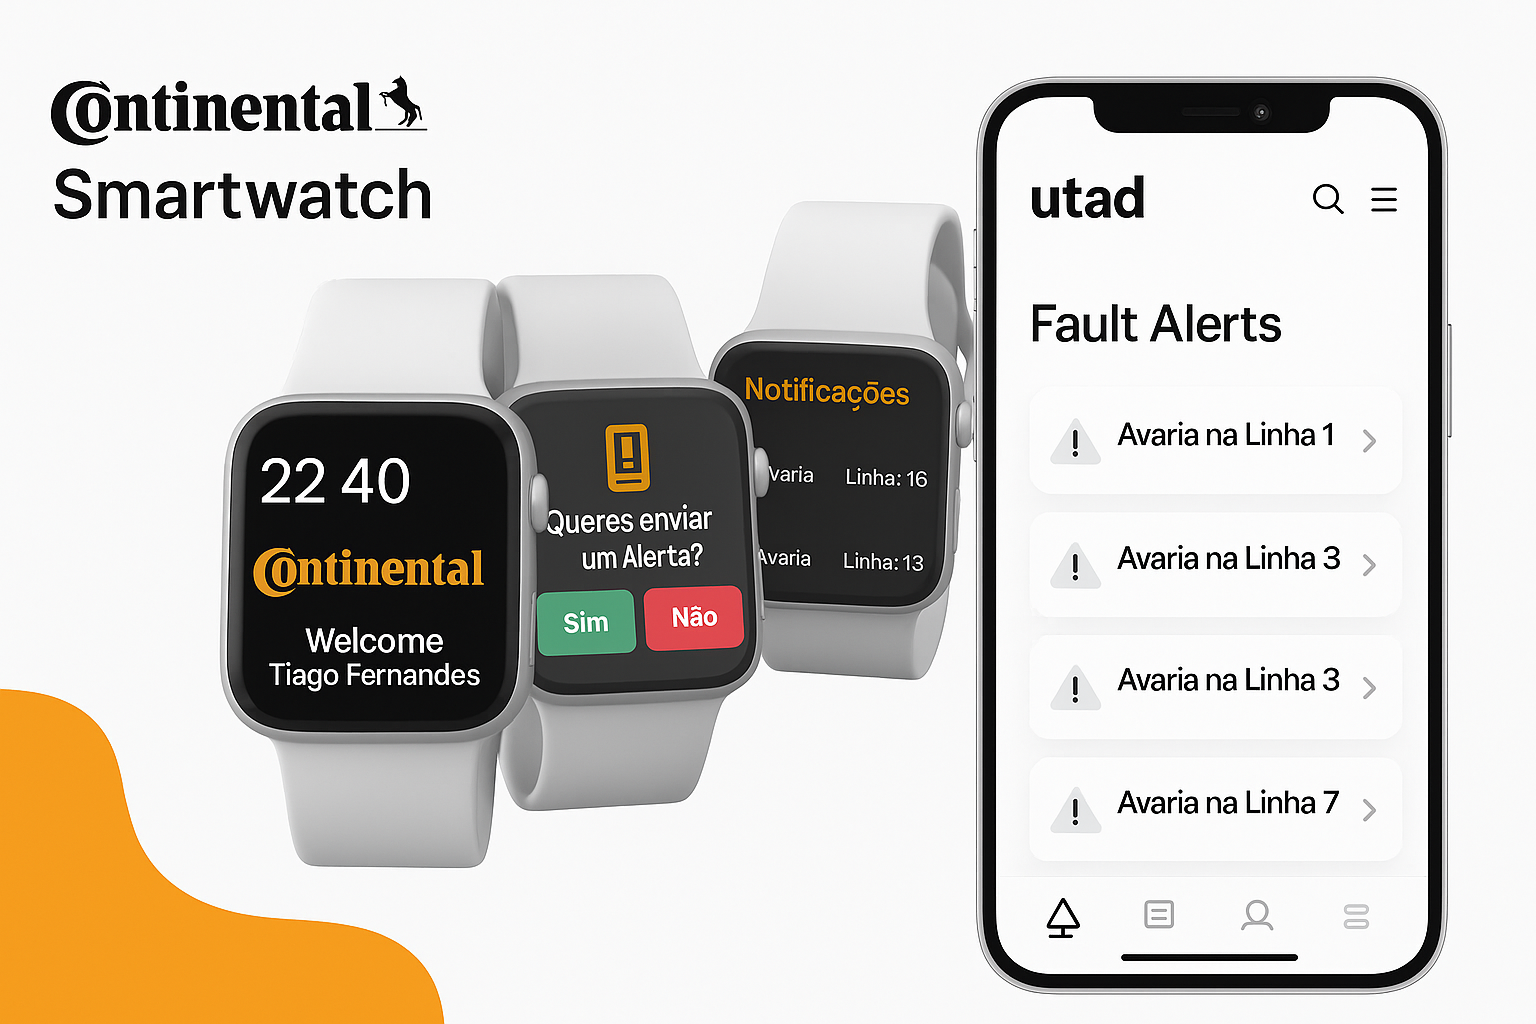 Continental
Smartwatch
22 40
Continental
Welcome
Tiago Fernandes
Queres enviar
um Alerta?
Sim
Não
Notificações
varia Linha: 16
Avaria Linha: 13
utad
Fault Alerts
Avaria na Linha 1
Avaria na Linha 3
Avaria na Linha 3
Avaria na Linha 7